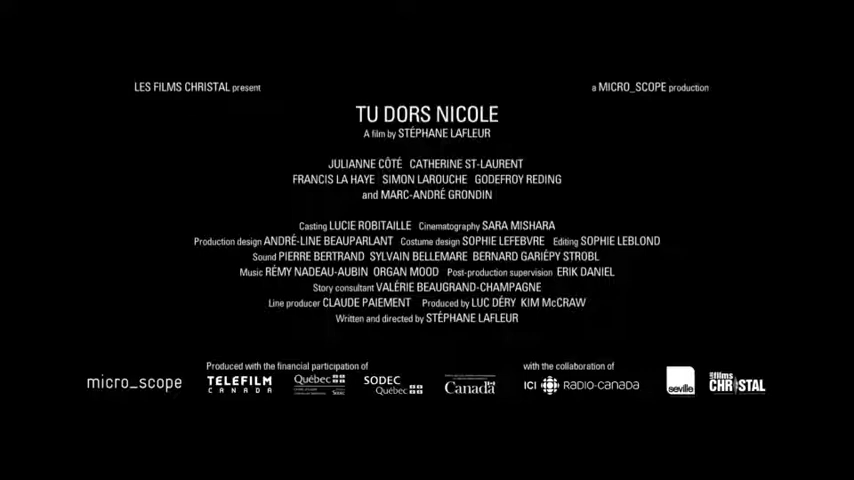 LES FILMS CHRISTAL present
a MICRO_SCOPE production
TU DORS NICOLE
A film by STÉPHANE LAFLEUR
JULIANNE CÔTÉ CATHERINE ST-LAURENT
FRANCIS LA HAYE SIMON LAROUCHE GODEFROY REDING
and MARC-ANDRÉ GRONDIN
Casting LUCIE ROBITAILLE Cinematography SARA MISHARA
Production design ANDRÉ-LINE BEAUPARLANT Costume design SOPHIE LEFEBVRE Editing SOPHIE LEBLOND
Sound PIERRE BERTRAND SYLVAIN BELLEMARE BERNARD GARIÉPY STROBL
Music RÉMY NADEAU-AUBIN ORGAN MOOD Post-production supervision ERIK DANIEL
Story consultant VALÉRIE BEAUGRAND-CHAMPAGNE
Line producer CLAUDE PAIEMENT Produced by LUC DÉRY KIM McCRAW
Written and directed by STÉPHANE LAFLEUR
Produced with the financial participation of
with the collaboration of
micro_scope
TELEFILM
CANADA
Québec
SODEC
Québec
Canada
ICI RADIO-CANADA
seville
films
CHRISTAL